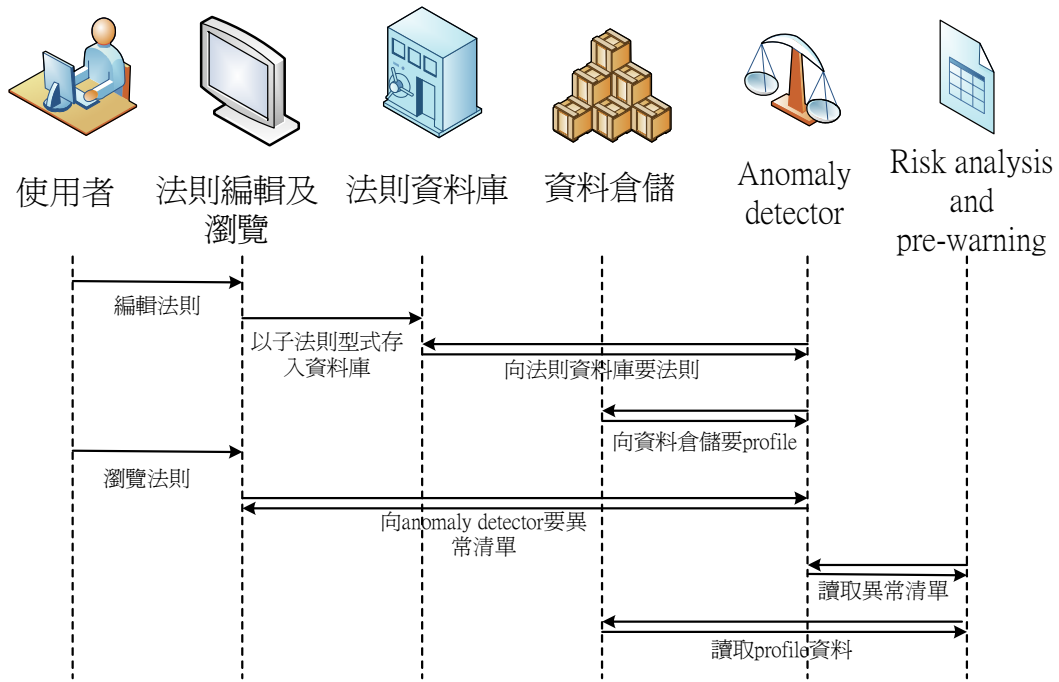 使用者
法則編輯及
瀏覽
法則資料庫
資料倉儲
Anomaly
detector
Risk analysis
and
pre-warning
編輯法則
以子法則型式存
入資料庫
向法則資料庫要法則
向資料倉儲要profile
瀏覽法則
向anomaly detector要異
常清單
讀取異常清單
讀取profile資料